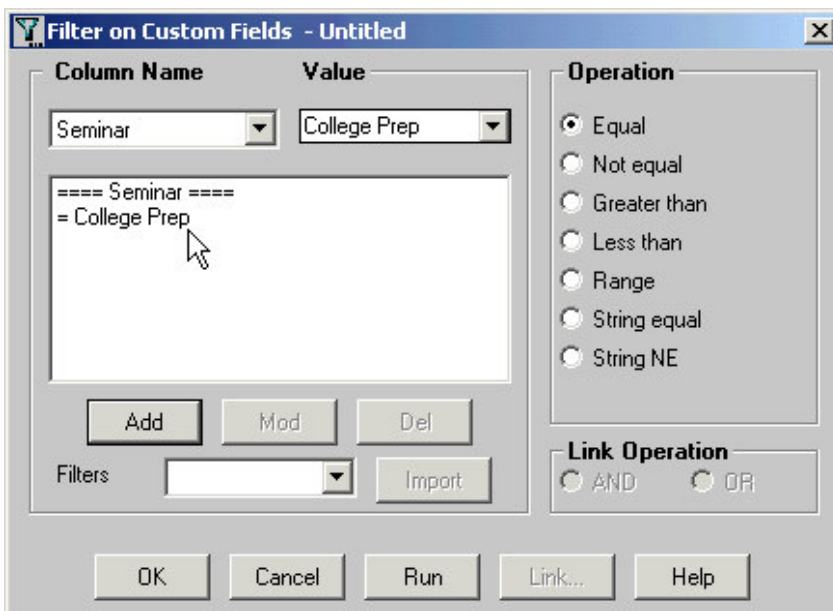 Filter on Custom Fields - Untitled
Column Name Value
Seminar College Prep
==== Seminar ====
= College Prep
Add Mod Del
Filters Import
Operation
Equal
Not equal
Greater than
Less than
Range
String equal
String NE
Link Operation
AND OR
OK Cancel Run Link... Help